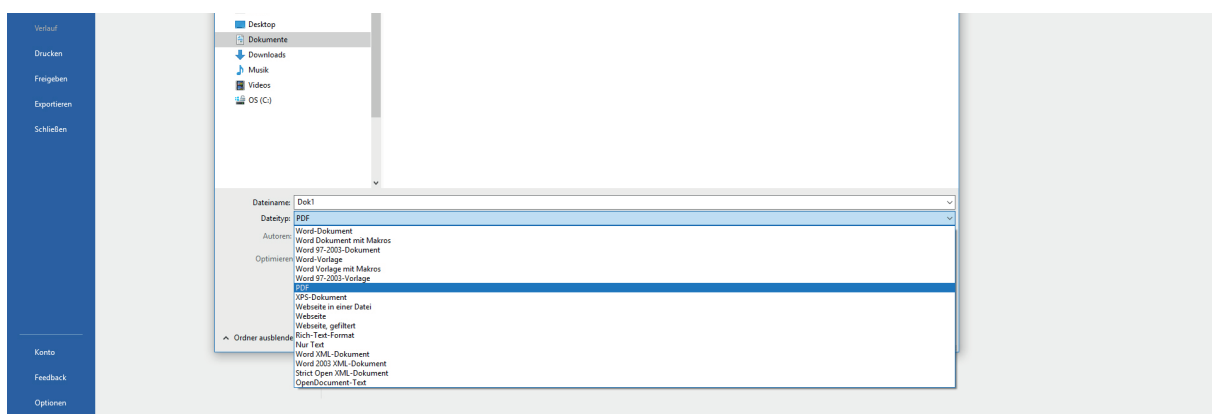 Verlauf
Drucken
Freigeben
Exportieren
Schließen
Konto
Feedback
Optionen
Desktop
Dokumente
Downloads
Musik
Videos
OS (C:)
Dateiname: Dok1
Dateityp: PDF
Autoren:
Optimieren
Word-Dokument
Word Dokument mit Makros
Word 97-2003-Dokument
Word-Vorlage
Word Vorlage mit Makros
Word 97-2003-Vorlage
PDF
XPS-Dokument
Webseite in einer Datei
Webseite
Webseite, gefiltert
Rich-Text-Format
Nur Text
Word XML-Dokument
Word 2003 XML-Dokument
Strict Open XML-Dokument
OpenDocument-Text
Ordner ausblende